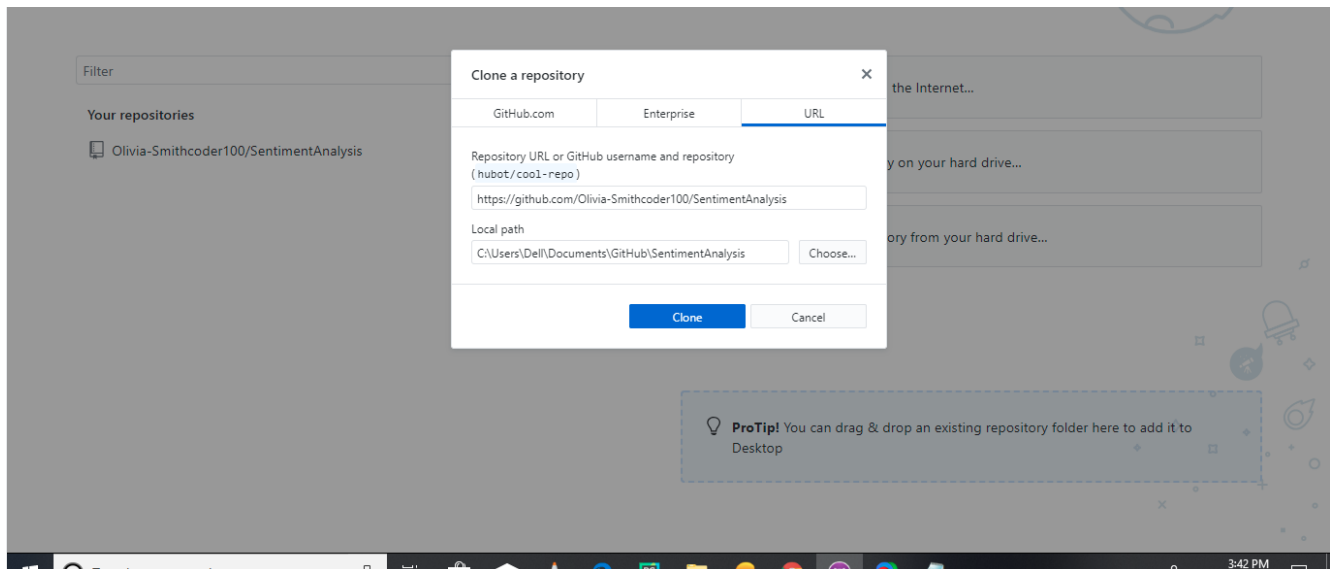 Filter
Your repositories
Olivia-Smithcoder100/SentimentAnalysis
Clone a repository
GitHub.com
Enterprise
URL
Repository URL or GitHub username and repository
(hubot/cool-repo)
https://github.com/Olivia-Smithcoder100/SentimentAnalysis
Local path
C:\Users\Dell\Documents\GitHub\SentimentAnalysis
Choose...
Clone
Cancel
the Internet...
y on your hard drive...
ory from your hard drive...
ProTip! You can drag & drop an existing repository folder here to add it to
Desktop
3:42 PM